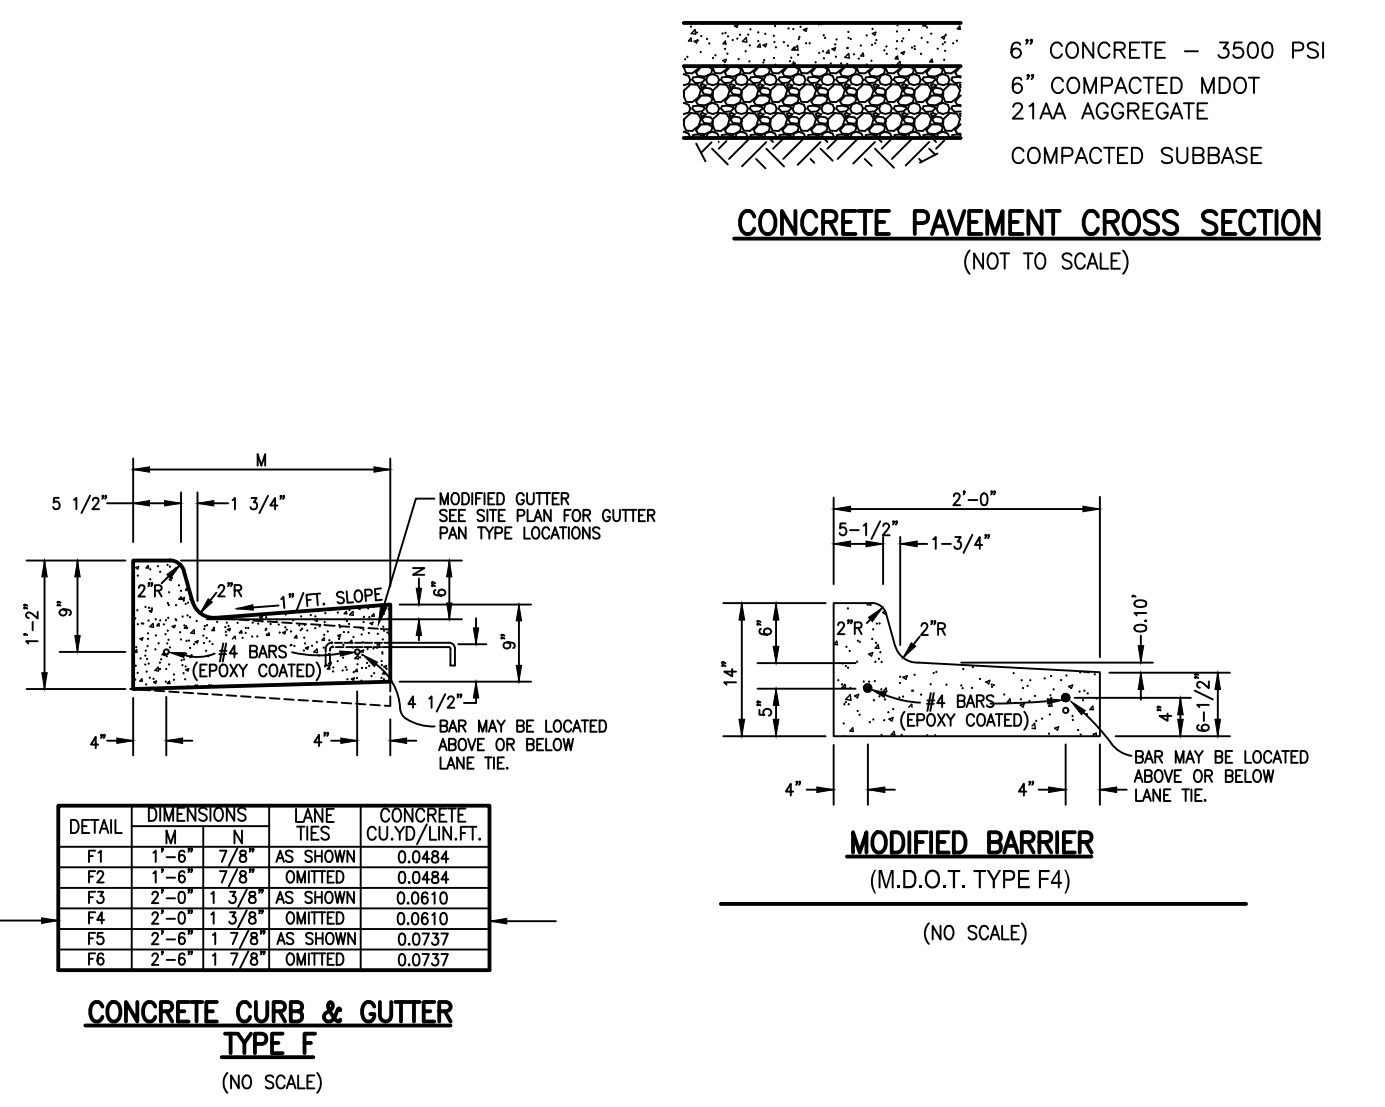 6" CONCRETE – 3500 PSI
6" COMPACTED MDOT
21AA AGGREGATE
COMPACTED SUBBASE
CONCRETE PAVEMENT CROSS SECTION
(NOT TO SCALE)
M
5 1/2"
1 3/4"
MODIFIED GUTTER
SEE SITE PLAN FOR GUTTER
PAN TYPE LOCATIONS
2"R
2"R
1"/FT. SLOPE
N
6"
1'-2"
9"
9"
#4 BARS
(EPOXY COATED)
4 1/2"
BAR MAY BE LOCATED
ABOVE OR BELOW
LANE TIE.
4"
4"
DETAIL DIMENSIONS LANE TIES CONCRETE CU.YD/LIN.FT.
M N
F1 1'-6" 7/8" AS SHOWN 0.0484
F2 1'-6" 7/8" OMITTED 0.0484
F3 2'-0" 1 3/8" AS SHOWN 0.0610
F4 2'-0" 1 3/8" OMITTED 0.0610
F5 2'-6" 1 7/8" AS SHOWN 0.0737
F6 2'-6" 1 7/8" OMITTED 0.0737
CONCRETE CURB & GUTTER
TYPE F
(NO SCALE)
2'-0"
5-1/2"
1-3/4"
2"R
2"R
6"
14"
5"
0.10'
#4 BARS
(EPOXY COATED)
4"
6-1/2"
BAR MAY BE LOCATED
ABOVE OR BELOW
LANE TIE.
4"
4"
MODIFIED BARRIER
(M.D.O.T. TYPE F4)
(NO SCALE)